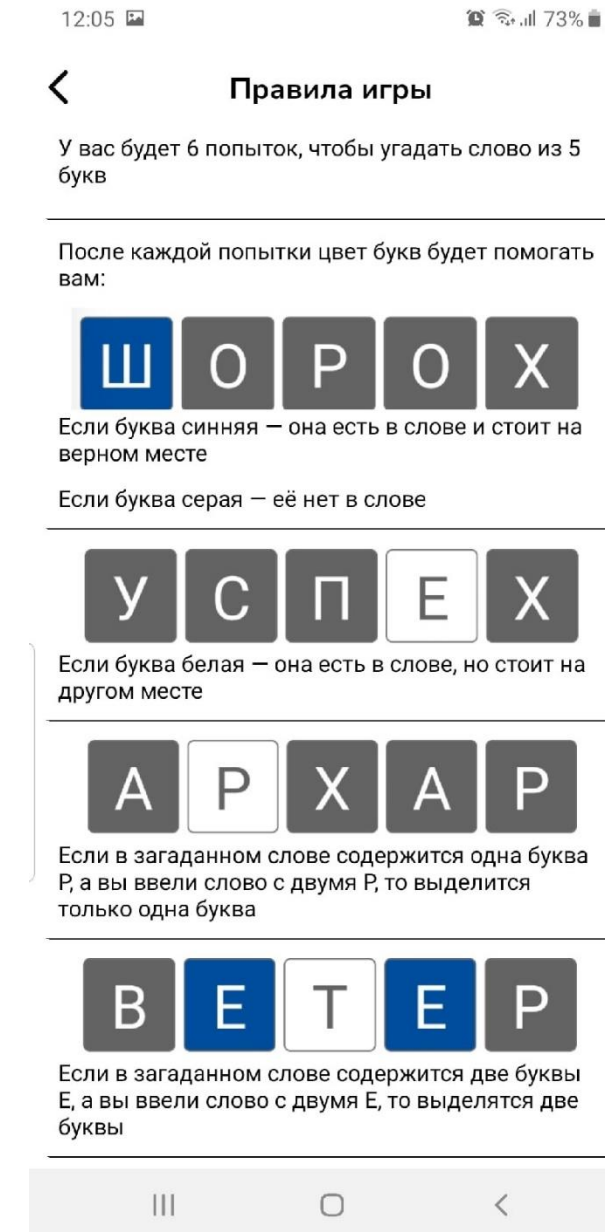 12:05 73%
Правила игры
У вас будет 6 попыток, чтобы угадать слово из 5
букв
После каждой попытки цвет букв будет помогать
вам:
Ш О Р О Х
Если буква синняя — она есть в слове и стоит на
верном месте
Если буква серая — её нет в слове
У С П Е Х
Если буква белая — она есть в слове, но стоит на
другом месте
А Р Х А Р
Если в загаданном слове содержится одна буква
Р, а вы ввели слово с двумя Р, то выделится
только одна буква
В Е Т Е Р
Если в загаданном слове содержится две буквы
Е, а вы ввели слово с двумя Е, то выделятся две
буквы